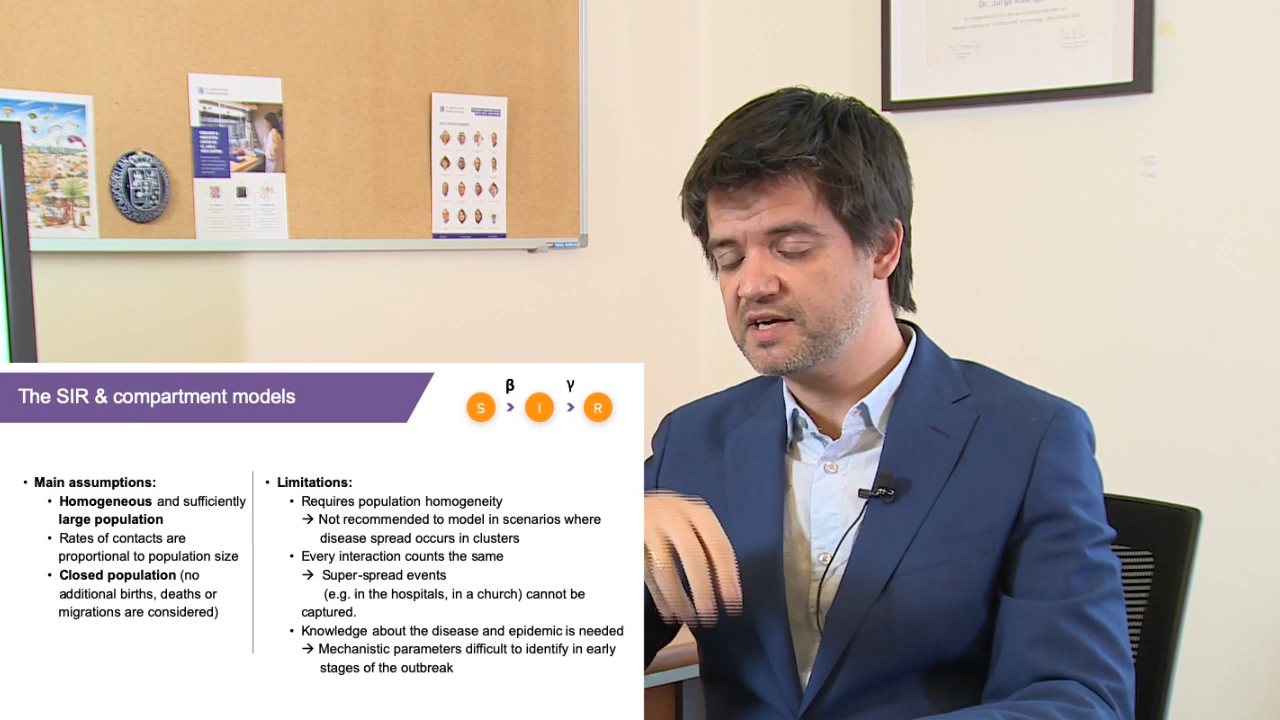 Dr. Jorge
The SIR & compartment models
β
γ
S
I
R
• Main assumptions:
• Homogeneous and sufficiently
large population
• Rates of contacts are
proportional to population size
• Closed population (no
additional births, deaths or
migrations are considered)
• Limitations:
• Requires population homogeneity
→ Not recommended to model in scenarios where
disease spread occurs in clusters
• Every interaction counts the same
→ Super-spread events
(e.g. in the hospitals, in a church) cannot be
captured.
• Knowledge about the disease and epidemic is needed
→ Mechanistic parameters difficult to identify in early
stages of the outbreak